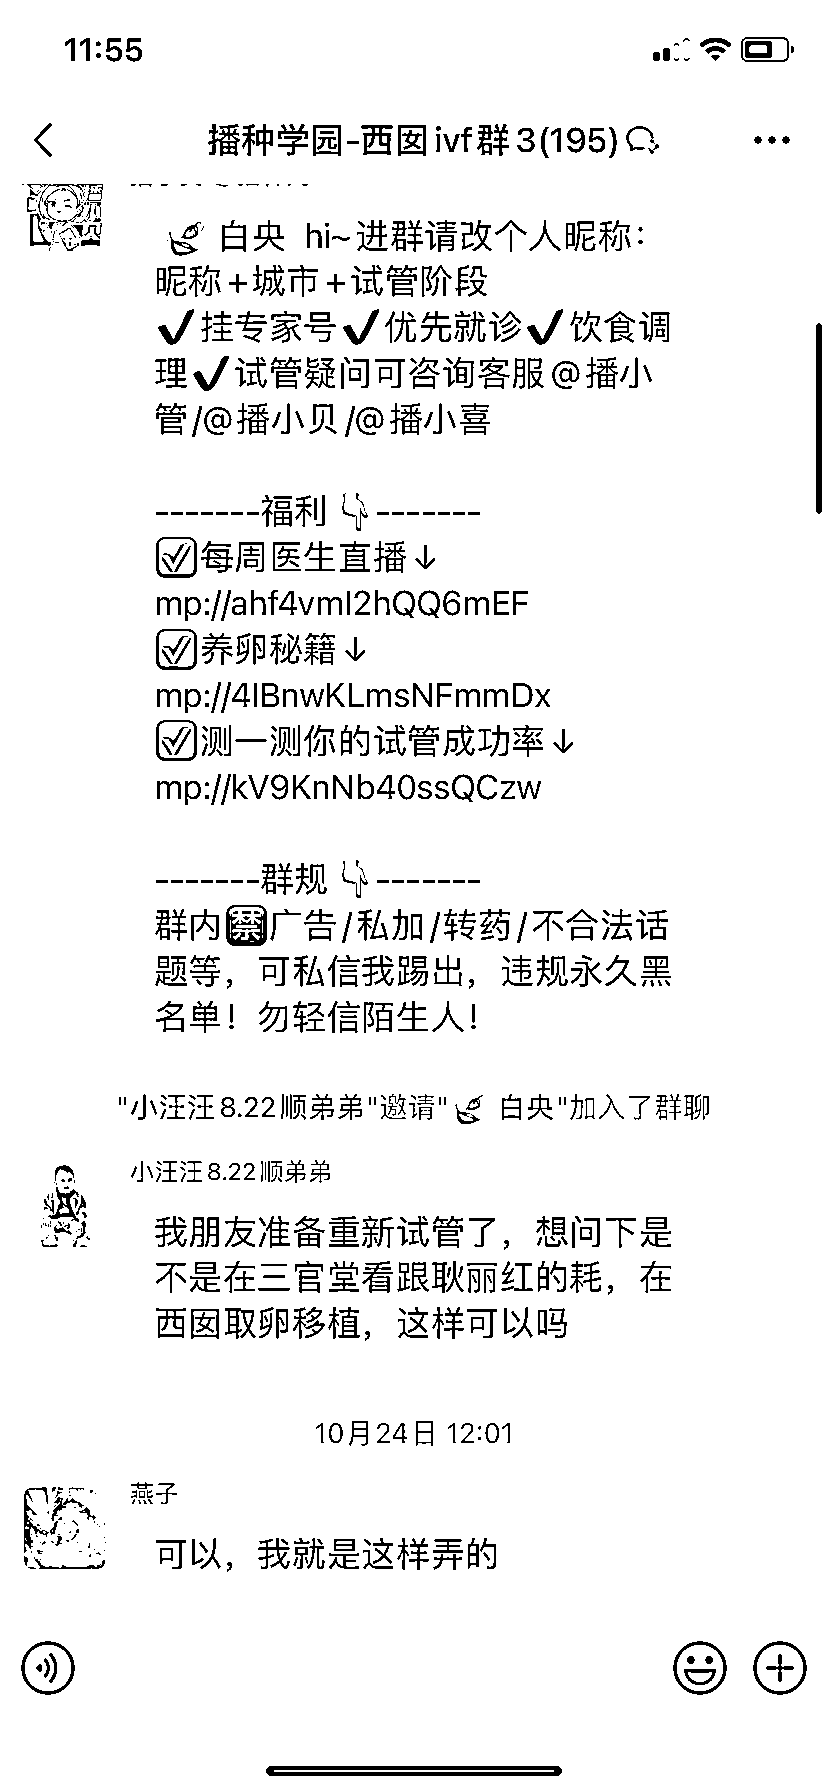 11:55
播种学园-西囡ivf群3(195)
白央 hi~进群请改个人昵称：
昵称+城市+试管阶段
✔挂专家号✔优先就诊✔饮食调
理✔试管疑问可咨询客服@播小
管/@播小贝/@播小喜
-------福利👇-------
✅每周医生直播↓
mp://ahf4vmI2hQQ6mEF
✅养卵秘籍↓
mp://4lBnwKLmsNFmmDx
✅测一测你的试管成功率↓
mp://kV9KnNb40ssQCzw
-------群规👇-------
群内🈲广告/私加/转药/不合法话
题等，可私信我踢出，违规永久黑
名单！勿轻信陌生人！
"小汪汪8.22顺弟弟"邀请" 白央"加入了群聊
小汪汪8.22顺弟弟
我朋友准备重新试管了，想问下是
不是在三官堂看跟耿丽红的耗，在
西囡取卵移植，这样可以吗
10月24日 12:01
燕子
可以，我就是这样弄的